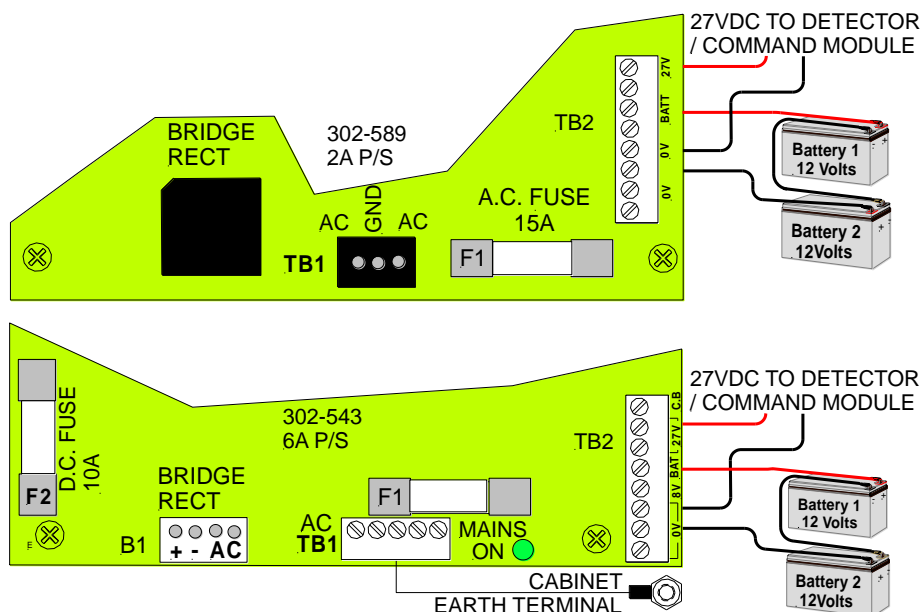 27VDC TO DETECTOR
/ COMMAND MODULE
BRIDGE
RECT
302-589
2A P/S
TB2
27V
BATT
0V
0V
Battery 1
12 Volts
Battery 2
12Volts
A.C. FUSE
15A
AC GND AC
TB1
F1
27VDC TO DETECTOR
/ COMMAND MODULE
302-543
6A P/S
TB2
C.B
27V
BAT
8V
0V
D.C. FUSE
10A
F2
BRIDGE
RECT
F1
Battery 1
12 Volts
E
B1
+ - AC
AC
TB1
MAINS
ON
CABINET
EARTH TERMINAL
Battery 2
12Volts